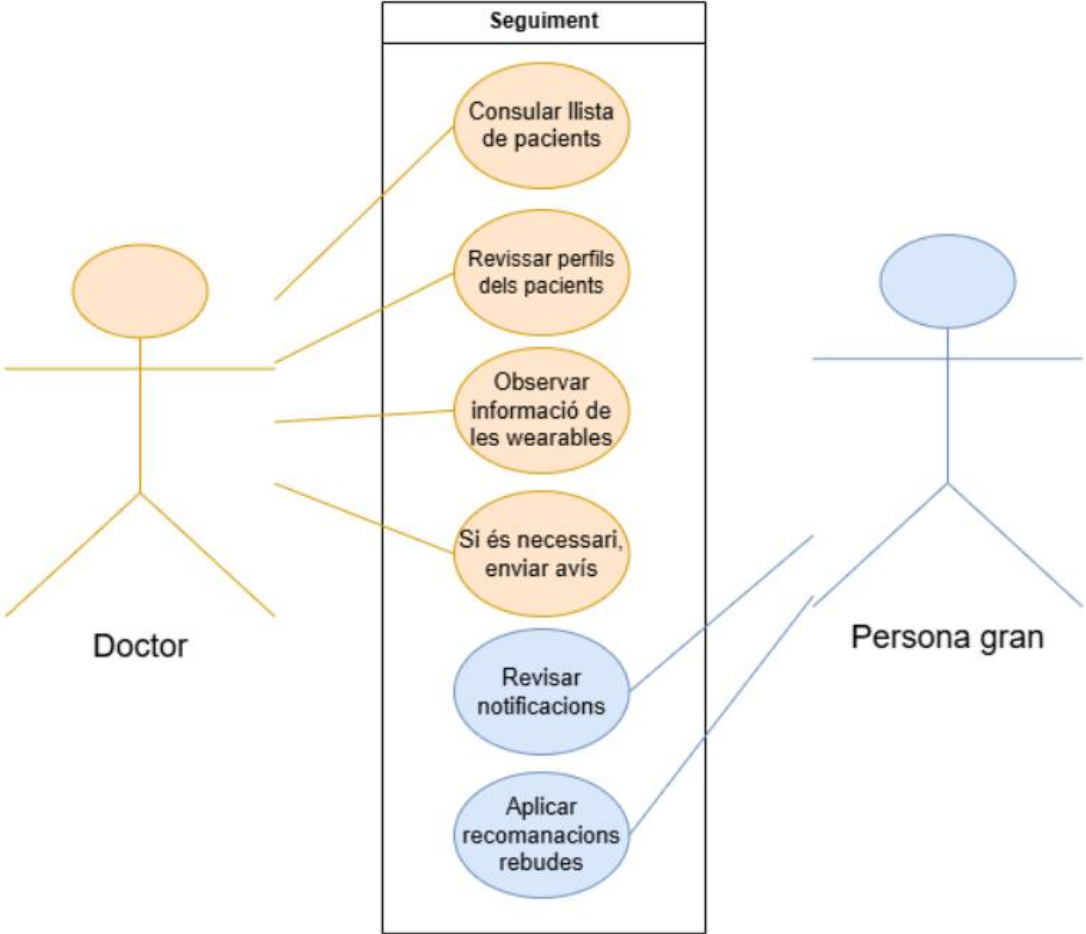 Seguiment
Consular llista
de pacients
Revissar perfils
dels pacients
Observar
informació de
les wearables
Si és necessari,
enviar avís
Doctor
Persona gran
Revisar
notificacions
Aplicar
recomanacions
rebudes